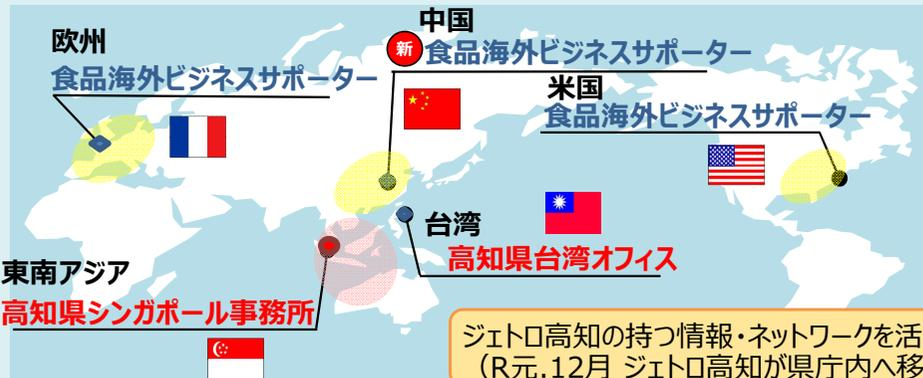 欧州
食品海外ビジネスサポーター
中国
新
食品海外ビジネスサポーター
米国
食品海外ビジネスサポーター
台湾
高知県台湾オフィス
東南アジア
高知県シンガポール事務所
ジェトロ高知の持つ情報・ネットワークを活
（R元.12月 ジェトロ高知が県庁内へ移